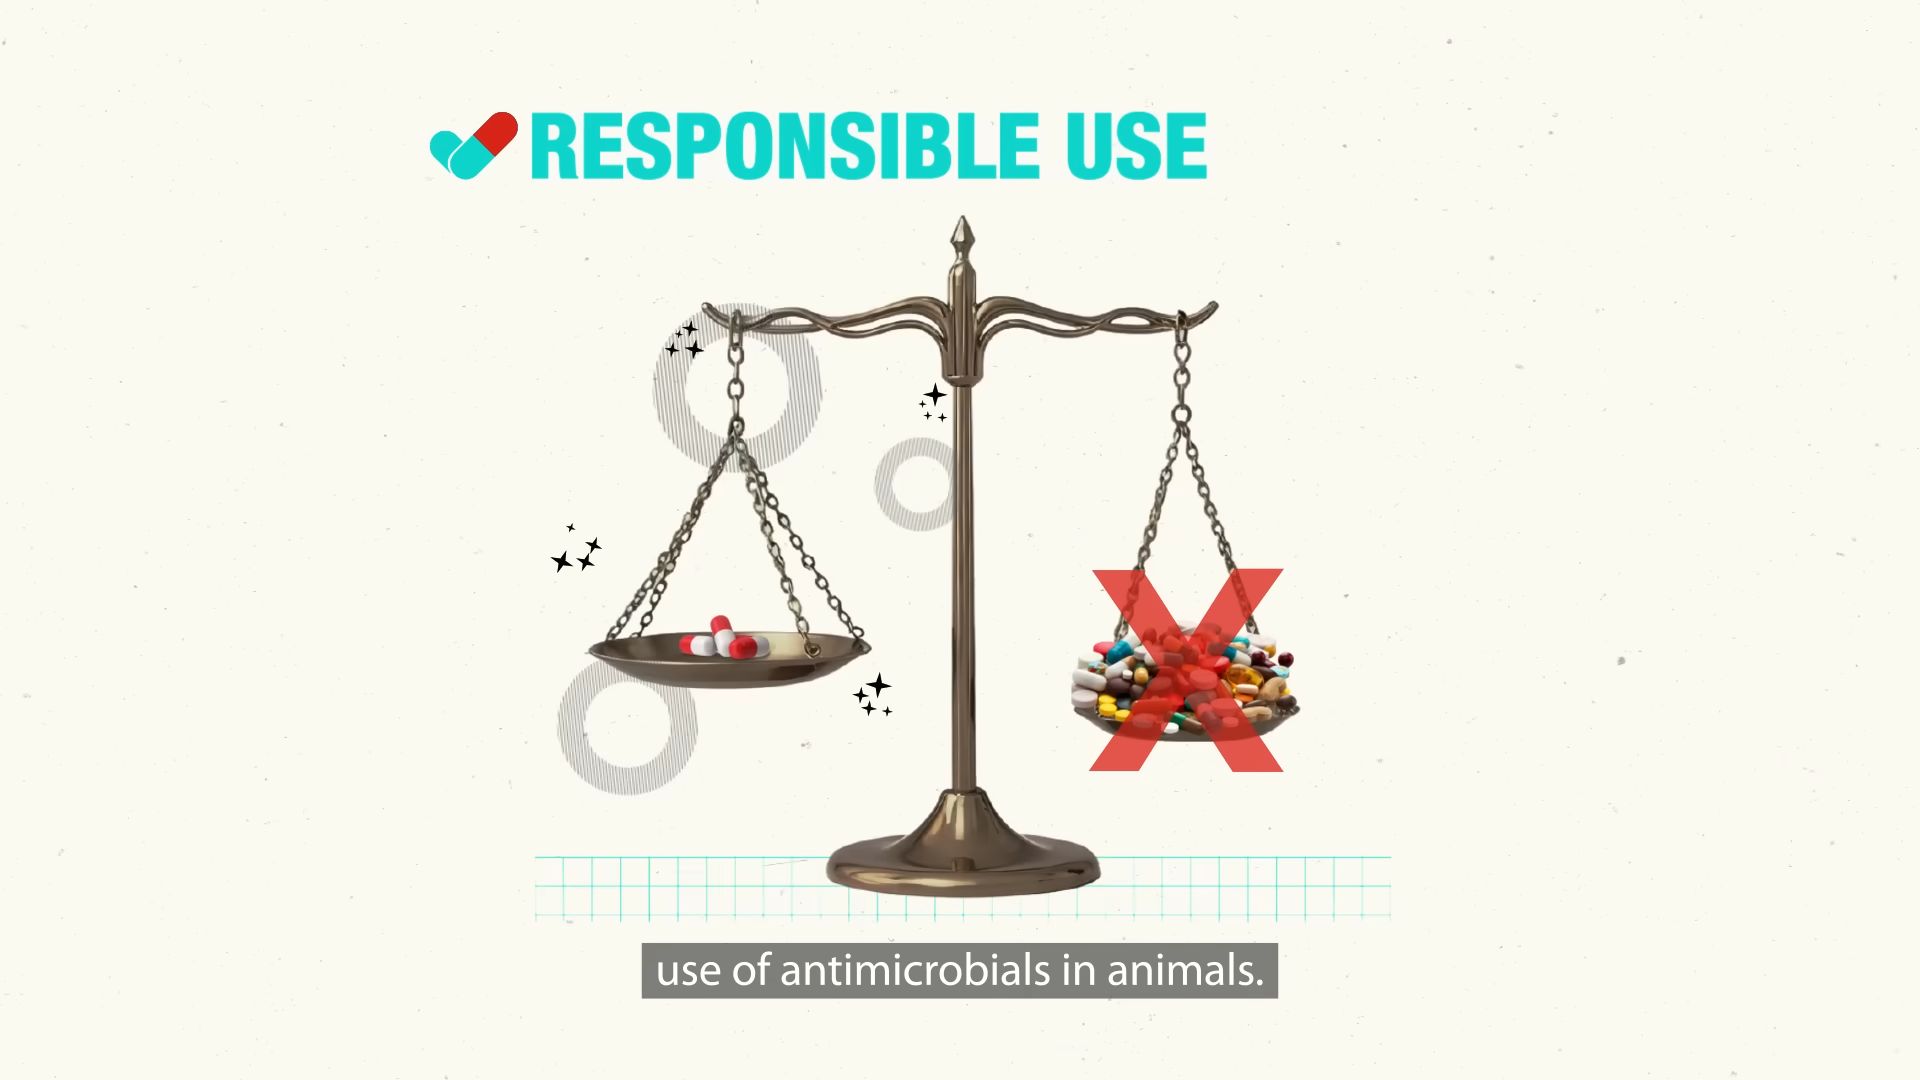 RESPONSIBLE USE
X
use of antimicrobials in animals.